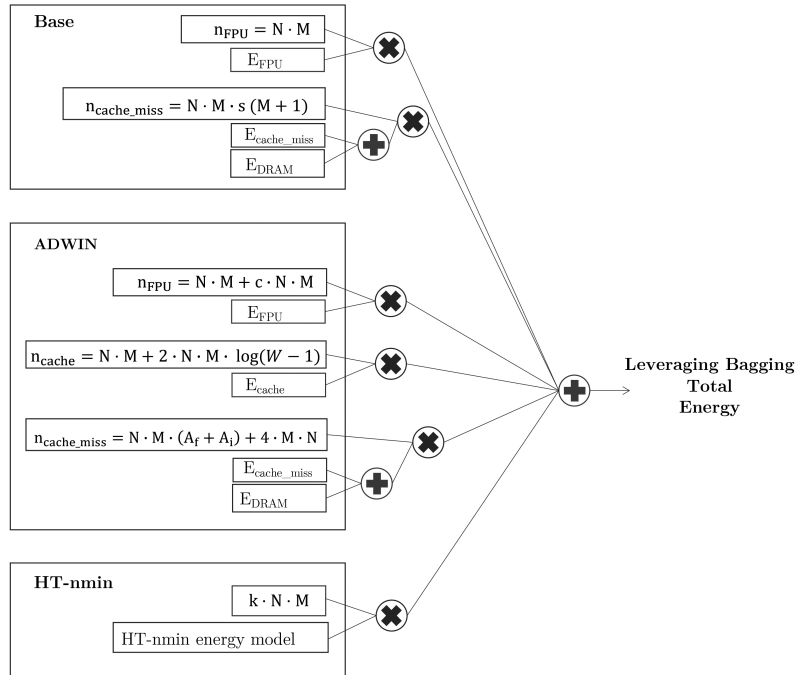 Base
n_FPU = N · M
E_FPU
n_cache_miss = N · M · s (M + 1)
E_cache_miss
E_DRAM
ADWIN
n_FPU = N · M + c · N · M
E_FPU
n_cache = N · M + 2 · N · M · log(W − 1)
E_cache
n_cache_miss = N · M · (A_f + A_i) + 4 · M · N
E_cache_miss
E_DRAM
HT-nmin
k · N · M
HT-nmin energy model
Leveraging Bagging
Total
Energy